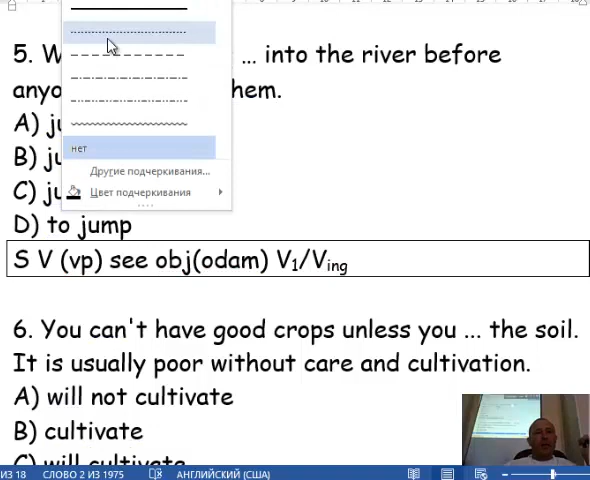 5. W ... into the river before
нет
Другие подчеркивания...
Цвет подчеркивания
anyo hem.
A) ju
B) ju
C) ju
D) to jump
S V (vp) see obj(odam) V₁/Ving
6. You can't have good crops unless you ... the soil.
It is usually poor without care and cultivation.
A) will not cultivate
B) cultivate
C) will cultivate
ИЗ 18 СЛОВО 2 ИЗ 1975 АНГЛИЙСКИЙ (США)